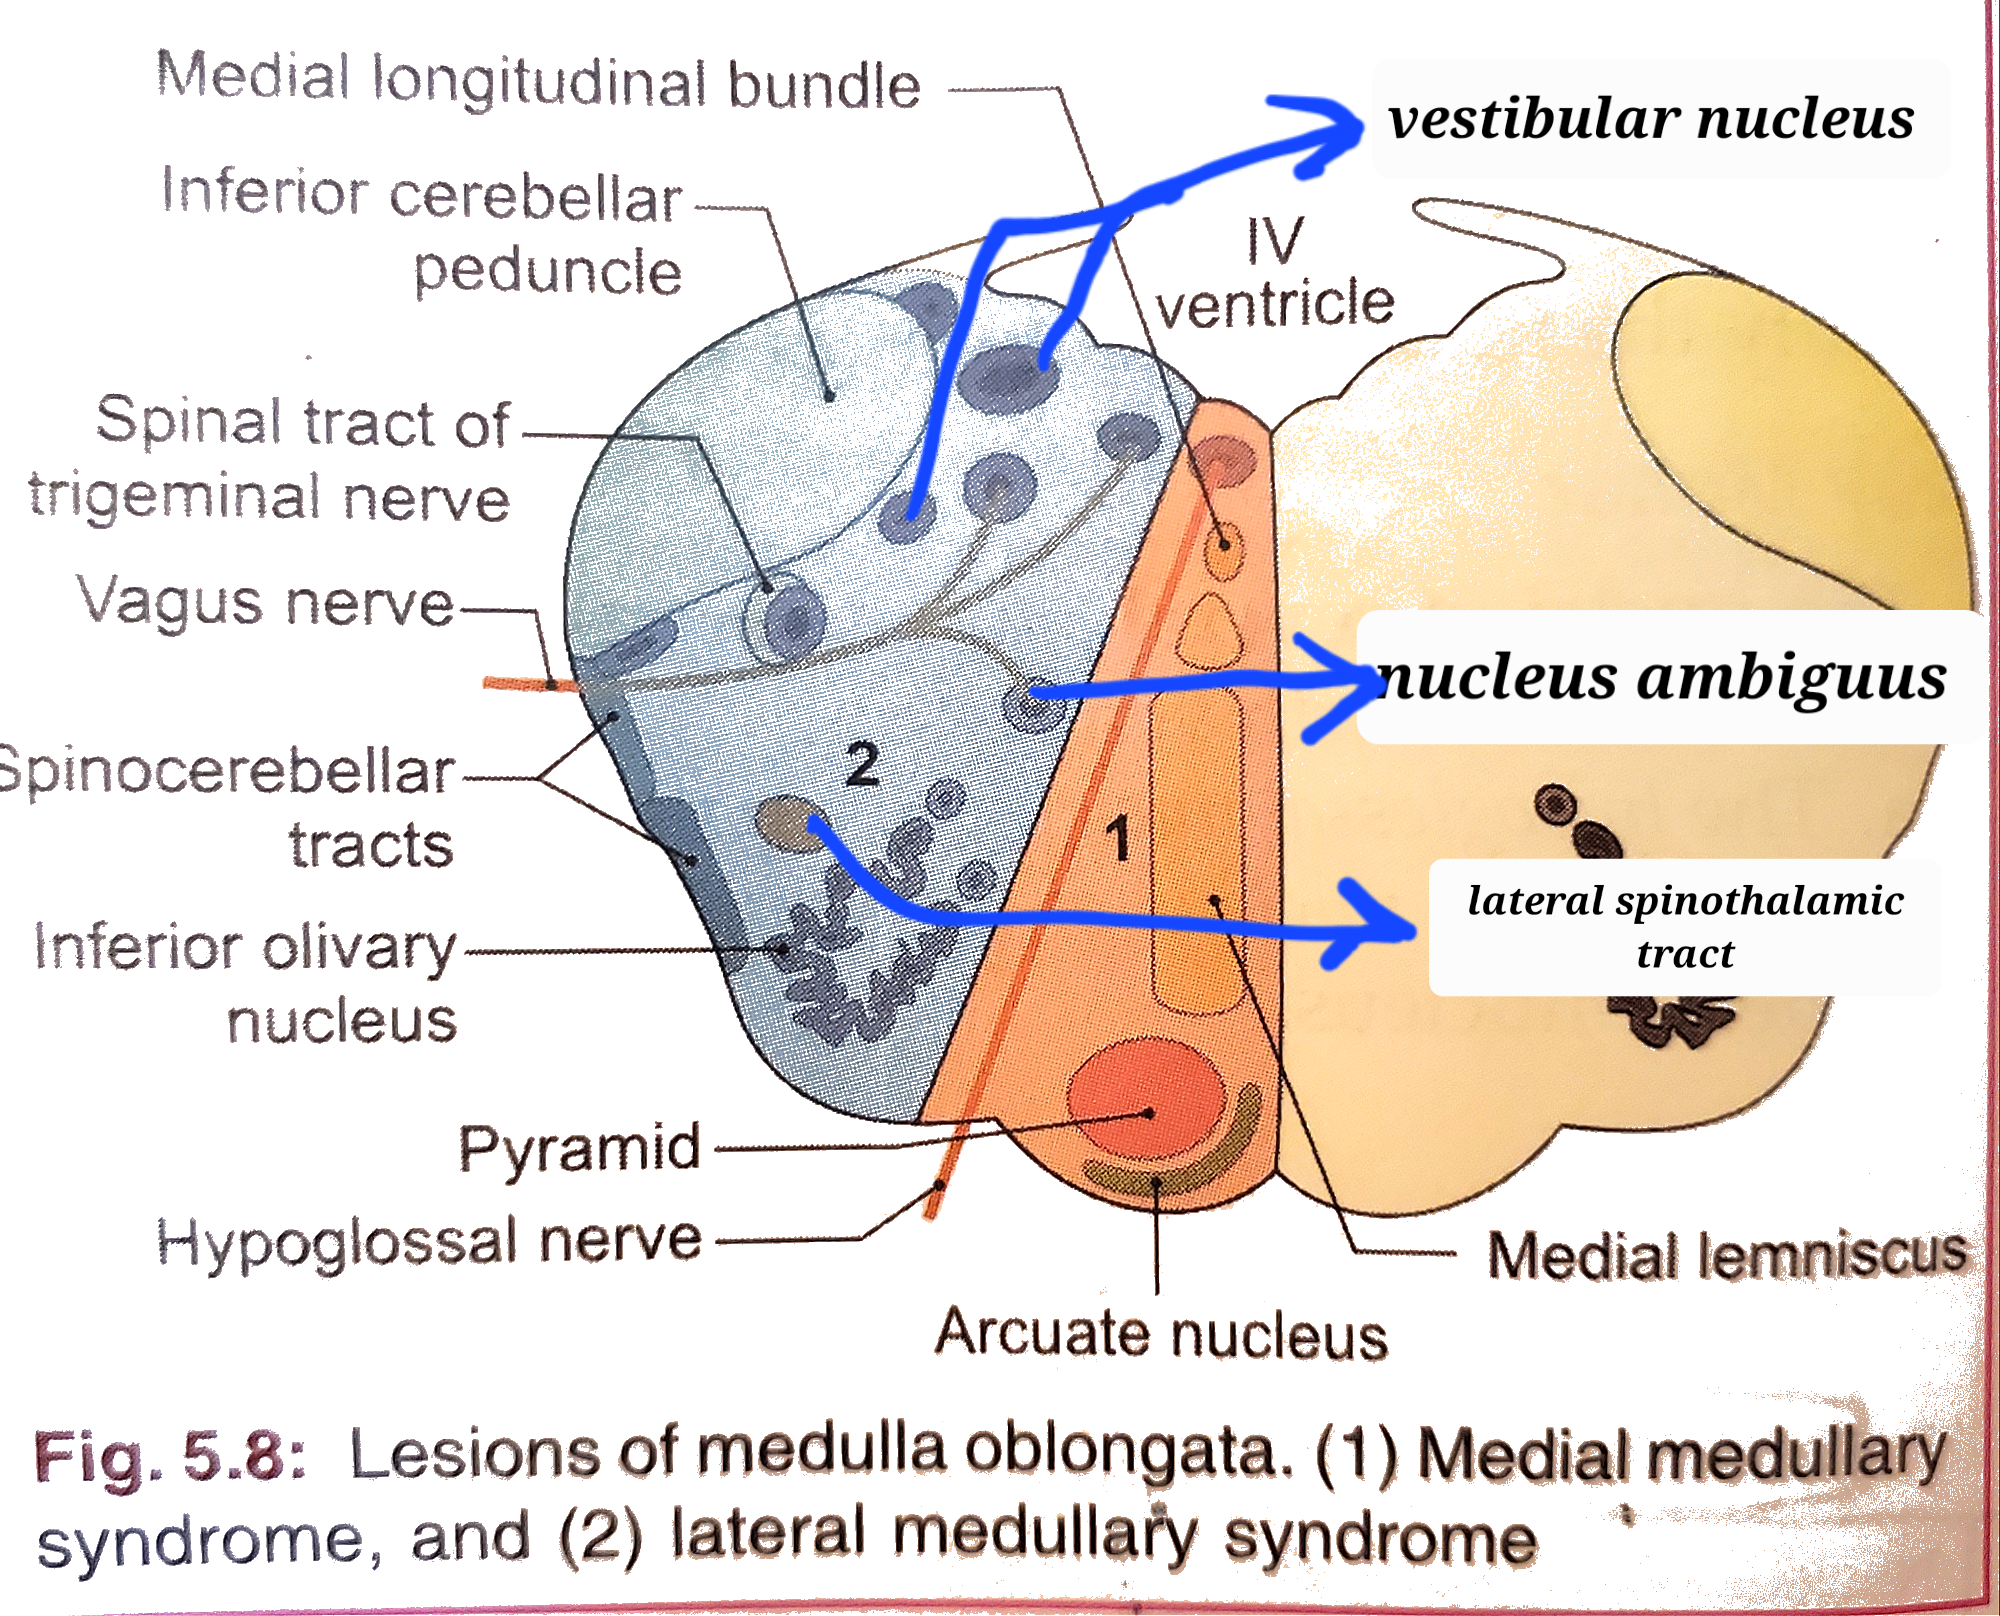 Medial longitudinal bundle
vestibular nucleus
Inferior cerebellar
peduncle
IV
ventricle
Spinal tract of
trigeminal nerve
Vagus nerve
nucleus ambiguus
Spinocerebellar
tracts
2
1
lateral spinothalamic
tract
Inferior olivary
nucleus
Pyramid
Hypoglossal nerve
Medial lemniscus
Arcuate nucleus
Fig. 5.8: Lesions of medulla oblongata. (1) Medial medullary
syndrome, and (2) lateral medullary syndrome